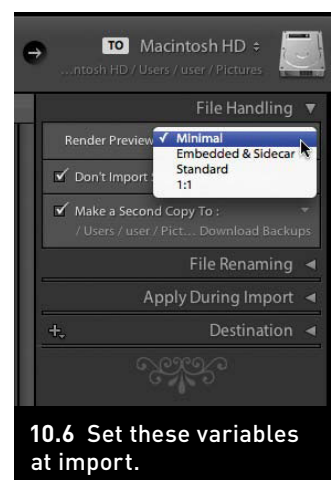 TO Macintosh HD
...ntosh HD / Users / user / Pictures
File Handling
Render Preview
Minimal
Embedded & Sidecar
Standard
1:1
Don't Import
Make a Second Copy To :
/ Users / user / Pict... Download Backups
File Renaming
Apply During Import
Destination
10.6 Set these variables
at import.